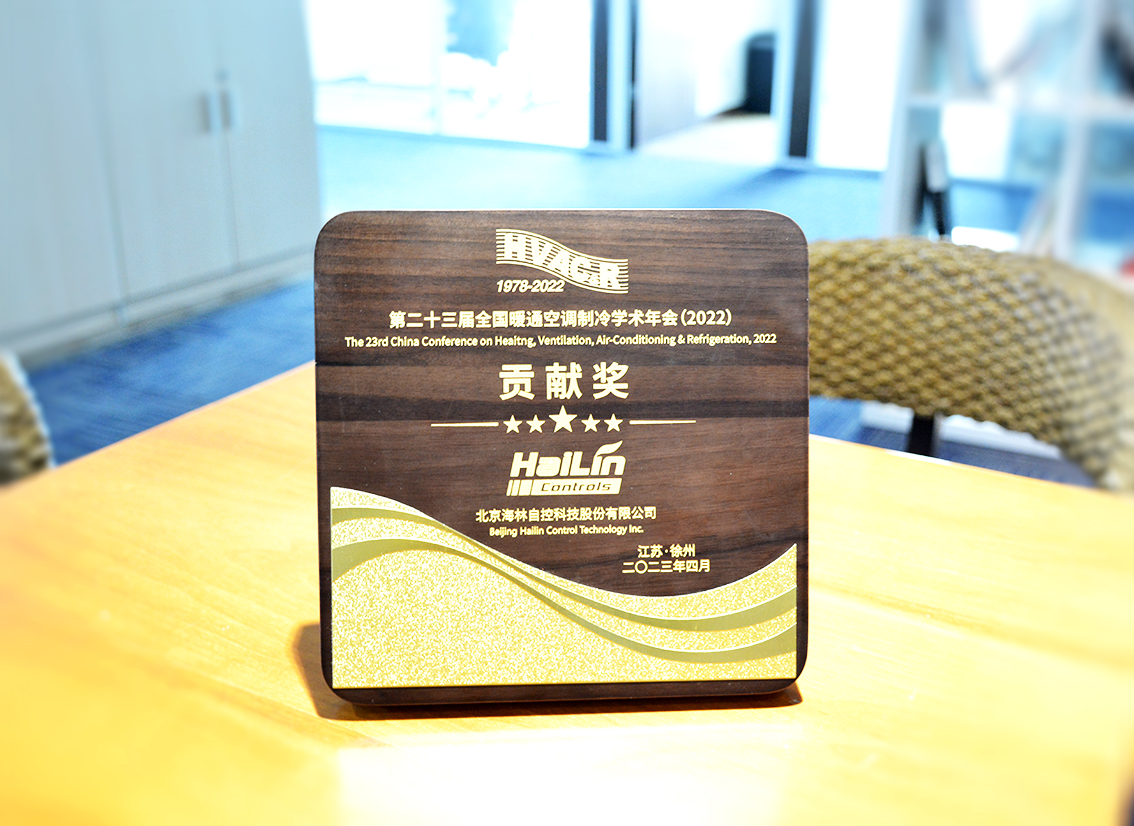 HVAC&R
1978-2022
第二十三届全国暖通空调制冷学术年会（2022）
The 23rd China Conference on Healtng, Ventilation, Air-Conditioning & Refrigeration, 2022
贡献奖
HaiLin
Controls
北京海林自控科技股份有限公司
Beijing Hailin Control Technology Inc.
江苏·徐州
二〇二三年四月